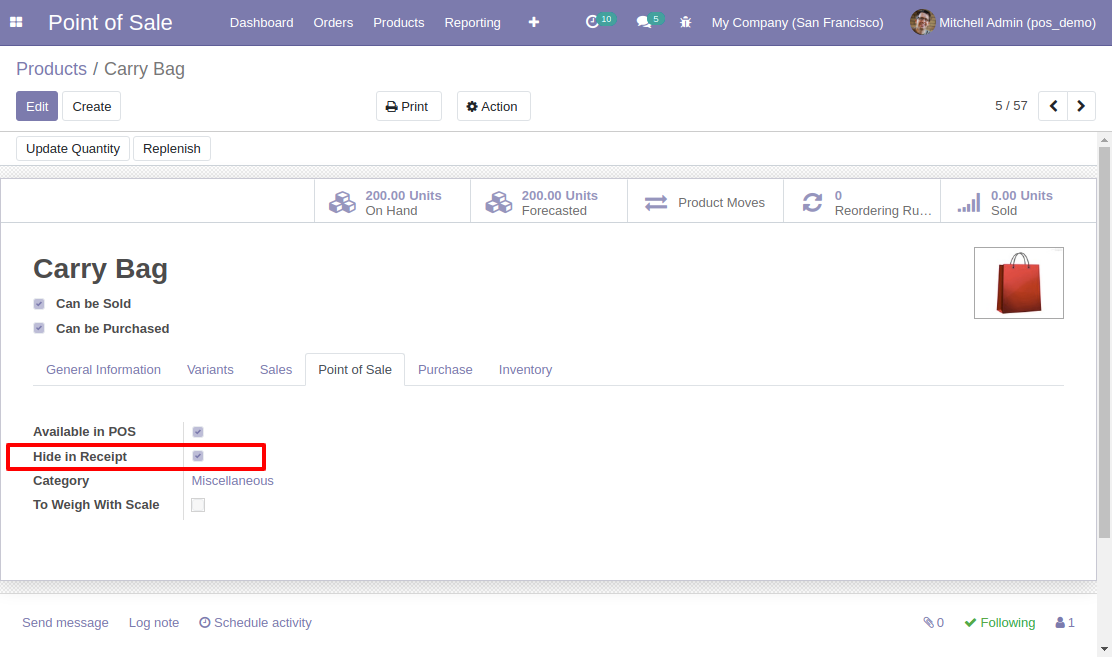 Point of Sale Dashboard Orders Products Reporting 10 5 My Company (San Francisco) Mitchell Admin (pos_demo)
Products / Carry Bag
Edit Create Print Action 5 / 57
Update Quantity Replenish
200.00 Units 200.00 Units Product Moves 0 0.00 Units
On Hand Forecasted Reordering Ru... Sold
Carry Bag
Can be Sold
Can be Purchased
General Information Variants Sales Point of Sale Purchase Inventory
Available in POS
Hide in Receipt
Category Miscellaneous
To Weigh With Scale
Send message Log note Schedule activity 0 Following 1